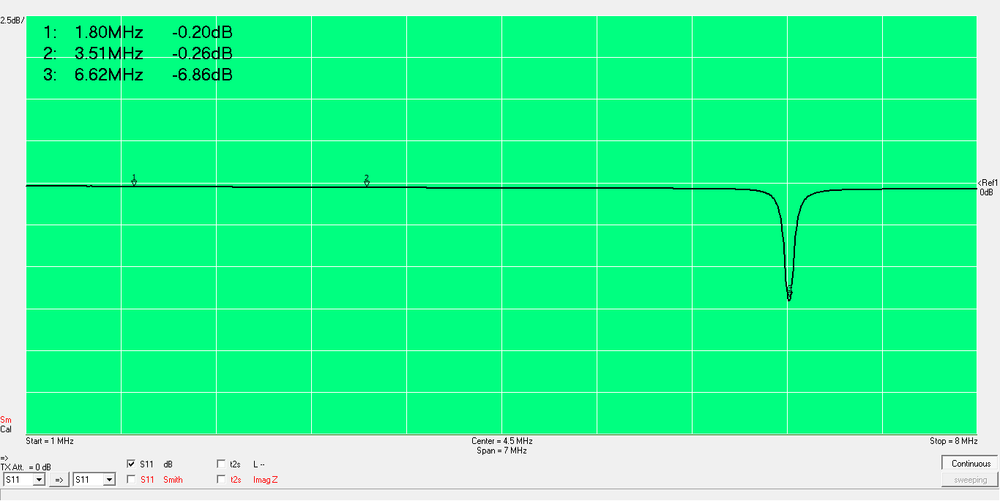 2.5dB/
1: 1.80MHz -0.20dB
2: 3.51MHz -0.26dB
3: 6.62MHz -6.86dB
1
2
<Ref1
0dB
3
Sm
Cal
Start = 1 MHz
Center = 4.5 MHz
Stop = 8 MHz
Span = 7 MHz
=>
TX Att. = 0 dB
S11 dB
t2s L --
Continuous
S11
=>
S11
S11 Smith
t2s Imag Z
sweeping